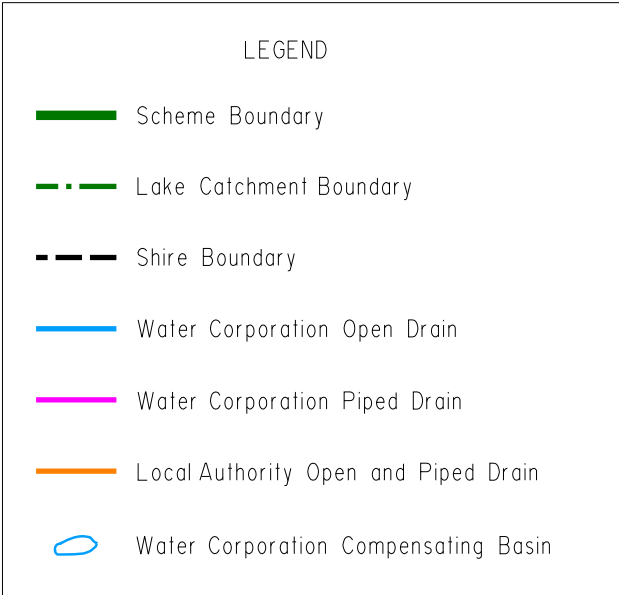 LEGEND
Scheme Boundary
Lake Catchment Boundary
Shire Boundary
Water Corporation Open Drain
Water Corporation Piped Drain
Local Authority Open and Piped Drain
Water Corporation Compensating Basin